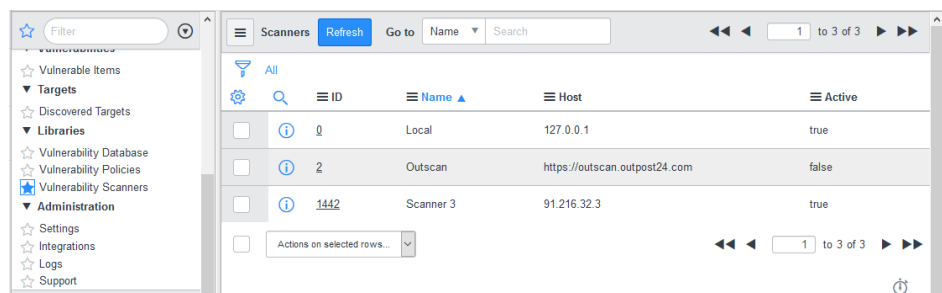 Filter
Scanners Refresh Go to Name Search 1 to 3 of 3
Vulnerabilities
Vulnerable Items
Targets
Discovered Targets
Libraries
Vulnerability Database
Vulnerability Policies
Vulnerability Scanners
Administration
Settings
Integrations
Logs
Support
All
ID Name Host Active
0 Local 127.0.0.1 true
2 Outscan https://outscan.outpost24.com false
1442 Scanner 3 91.216.32.3 true
Actions on selected rows... 1 to 3 of 3